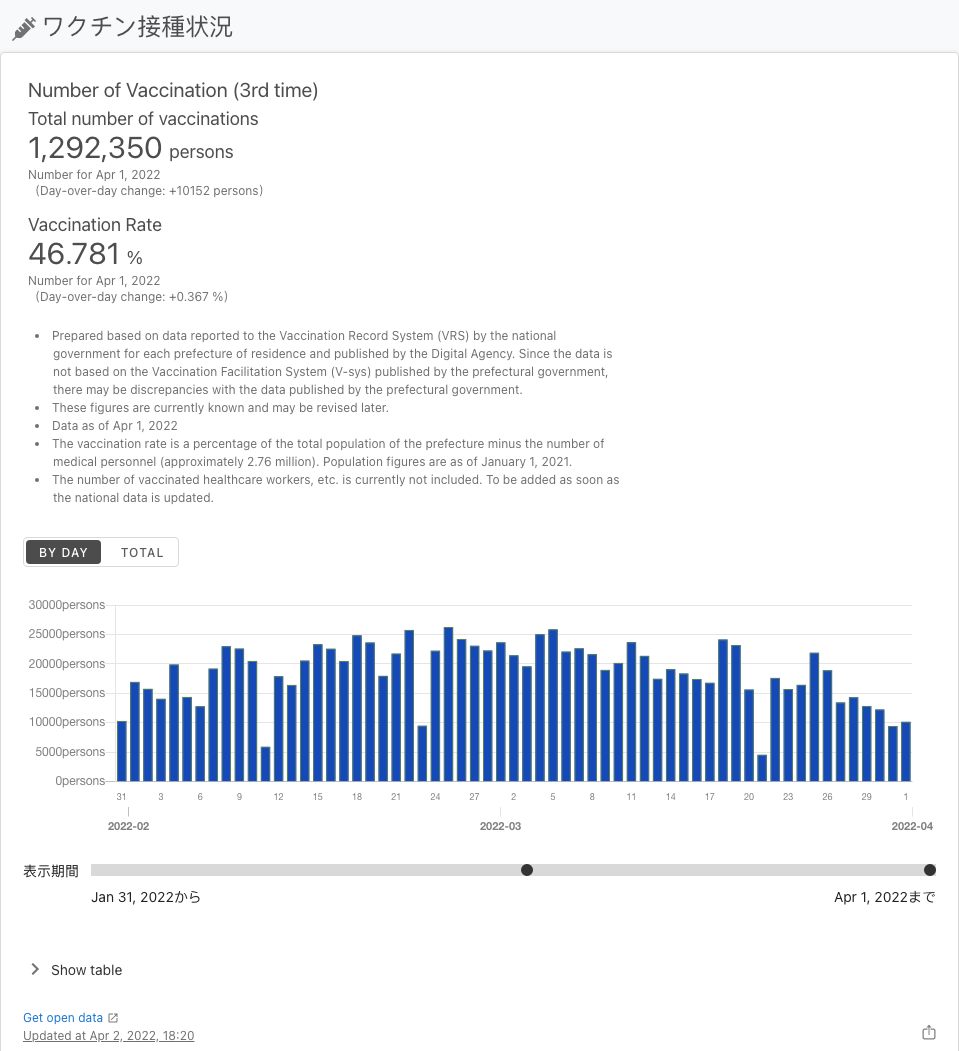 ワクチン接種状況
Number of Vaccination (3rd time)
Total number of vaccinations
1,292,350 persons
Number for Apr 1, 2022
(Day-over-day change: +10152 persons)
Vaccination Rate
46.781 %
Number for Apr 1, 2022
(Day-over-day change: +0.367 %)
• Prepared based on data reported to the Vaccination Record System (VRS) by the national
government for each prefecture of residence and published by the Digital Agency. Since the data is
not based on the Vaccination Facilitation System (V-sys) published by the prefectural government,
there may be discrepancies with the data published by the prefectural government.
• These figures are currently known and may be revised later.
• Data as of Apr 1, 2022
• The vaccination rate is a percentage of the total population of the prefecture minus the number of
medical personnel (approximately 2.76 million). Population figures are as of January 1, 2021.
• The number of vaccinated healthcare workers, etc. is currently not included. To be added as soon as
the national data is updated.
BY DAY TOTAL
30000persons
25000persons
20000persons
15000persons
10000persons
5000persons
0persons
31 3 6 9 12 15 18 21 24 27 2 5 8 11 14 17 20 23 26 29 1
2022-02 2022-03 2022-04
表示期間
Jan 31, 2022から Apr 1, 2022まで
Show table
Get open data
Updated at Apr 2, 2022, 18:20